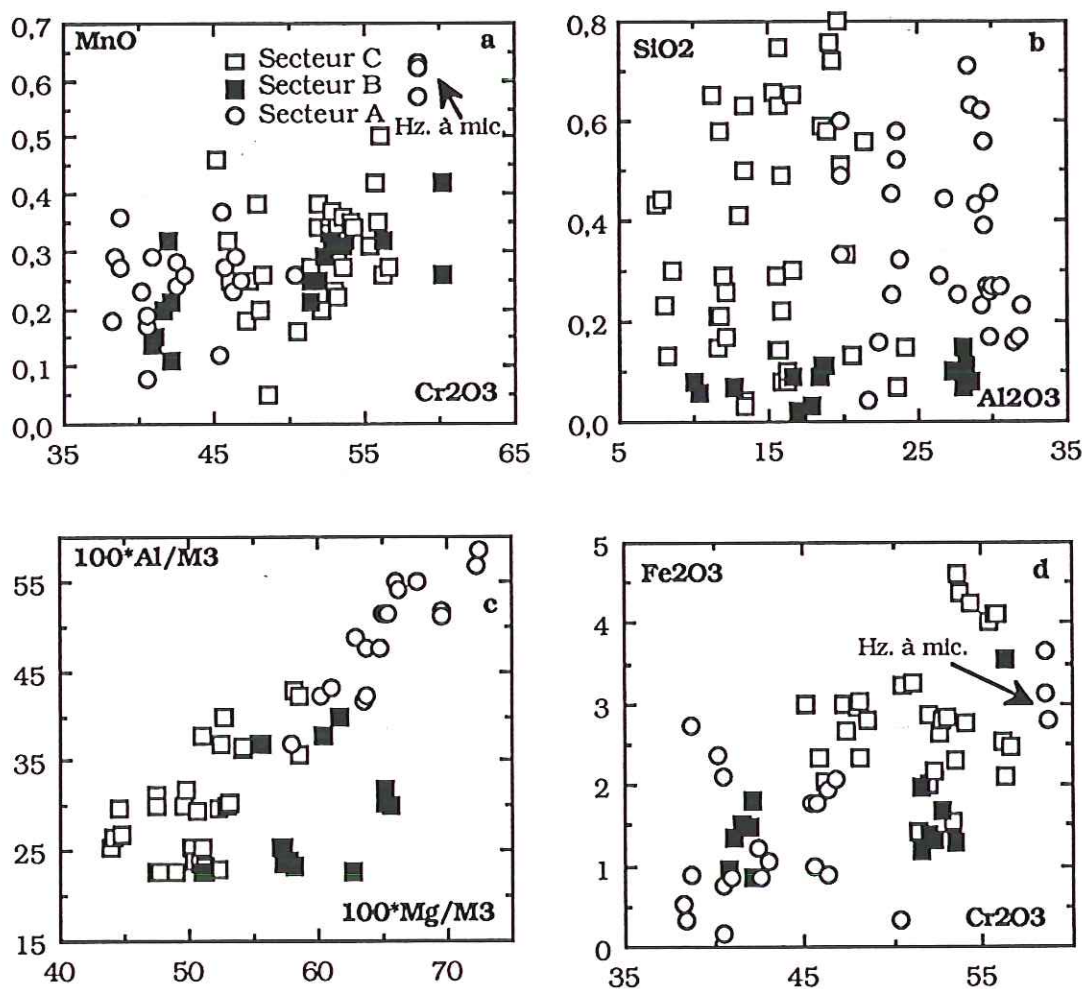 MnO
a
Secteur C
Secteur B
Secteur A
Hz. à mic.
Cr2O3
0,7
0,6
0,5
0,4
0,3
0,2
0,1
0,0
35 45 55 65
SiO2
b
Al2O3
0,8
0,6
0,4
0,2
0,0
5 15 25 35
100*Al/M3
c
100*Mg/M3
55
45
35
25
15
40 50 60 70
Fe2O3
d
Hz. à mic.
Cr2O3
5
4
3
2
1
0
35 45 55